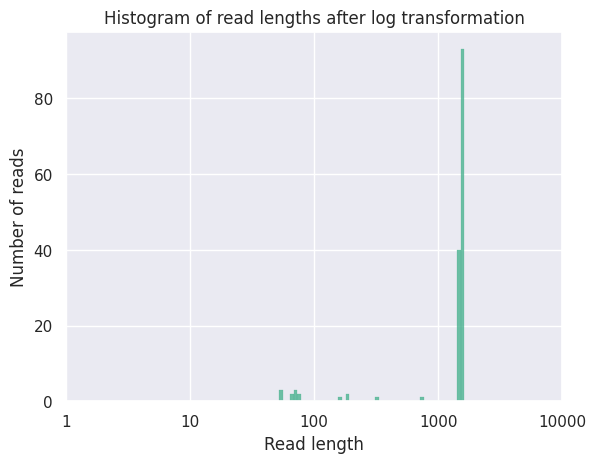 Histogram of read lengths after log transformation
Number of reads
80
60
40
20
0
1 10 100 1000 10000
Read length